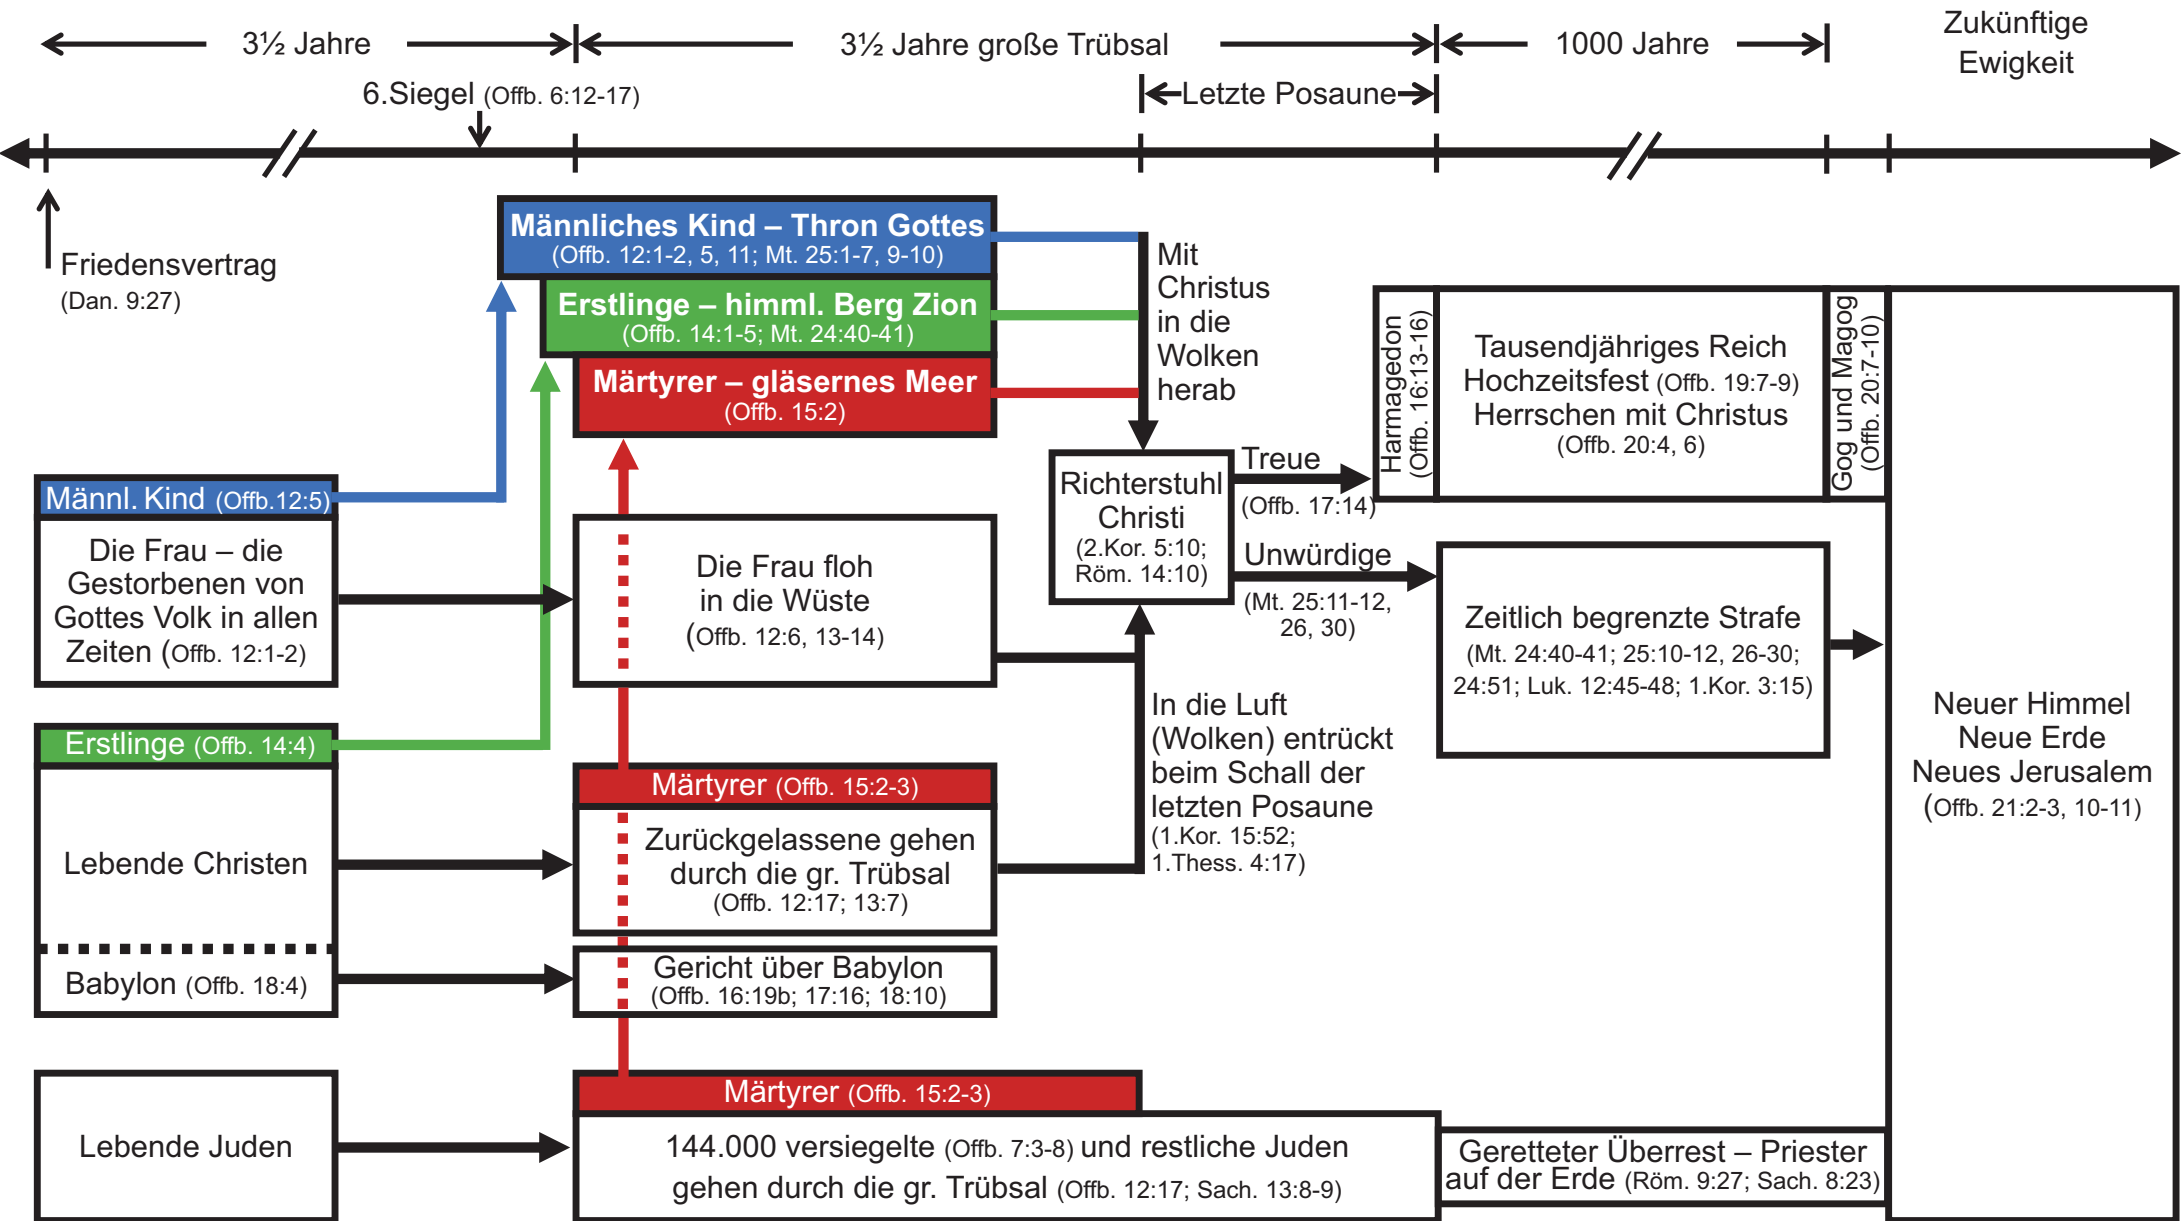 3½ Jahre
3½ Jahre große Trübsal
1000 Jahre
Zukünftige
Ewigkeit
6.Siegel (Offb. 6:12-17)
Letzte Posaune
Friedensvertrag
(Dan. 9:27)
Männliches Kind – Thron Gottes
(Offb. 12:1-2, 5, 11; Mt. 25:1-7, 9-10)
Erstlinge – himml. Berg Zion
(Offb. 14:1-5; Mt. 24:40-41)
Märtyrer – gläsernes Meer
(Offb. 15:2)
Mit
Christus
in die
Wolken
herab
Harmagedon
(Offb. 16:13-16)
Tausendjähriges Reich
Hochzeitsfest (Offb. 19:7-9)
Herrschen mit Christus
(Offb. 20:4, 6)
Gog und Magog
(Offb. 20:7-10)
Männl. Kind (Offb.12:5)
Die Frau – die
Gestorbenen von
Gottes Volk in allen
Zeiten (Offb. 12:1-2)
Die Frau floh
in die Wüste
(Offb. 12:6, 13-14)
Richterstuhl
Christi
(2.Kor. 5:10;
Röm. 14:10)
Treue
(Offb. 17:14)
Unwürdige
(Mt. 25:11-12,
26, 30)
Zeitlich begrenzte Strafe
(Mt. 24:40-41; 25:10-12, 26-30;
24:51; Luk. 12:45-48; 1.Kor. 3:15)
Neuer Himmel
Neue Erde
Neues Jerusalem
(Offb. 21:2-3, 10-11)
Erstlinge (Offb. 14:4)
Lebende Christen
Babylon (Offb. 18:4)
Märtyrer (Offb. 15:2-3)
Zurückgelassene gehen
durch die gr. Trübsal
(Offb. 12:17; 13:7)
Gericht über Babylon
(Offb. 16:19b; 17:16; 18:10)
In die Luft
(Wolken) entrückt
beim Schall der
letzten Posaune
(1.Kor. 15:52;
1.Thess. 4:17)
Lebende Juden
Märtyrer (Offb. 15:2-3)
144.000 versiegelte (Offb. 7:3-8) und restliche Juden
gehen durch die gr. Trübsal (Offb. 12:17; Sach. 13:8-9)
Geretteter Überrest – Priester
auf der Erde (Röm. 9:27; Sach. 8:23)